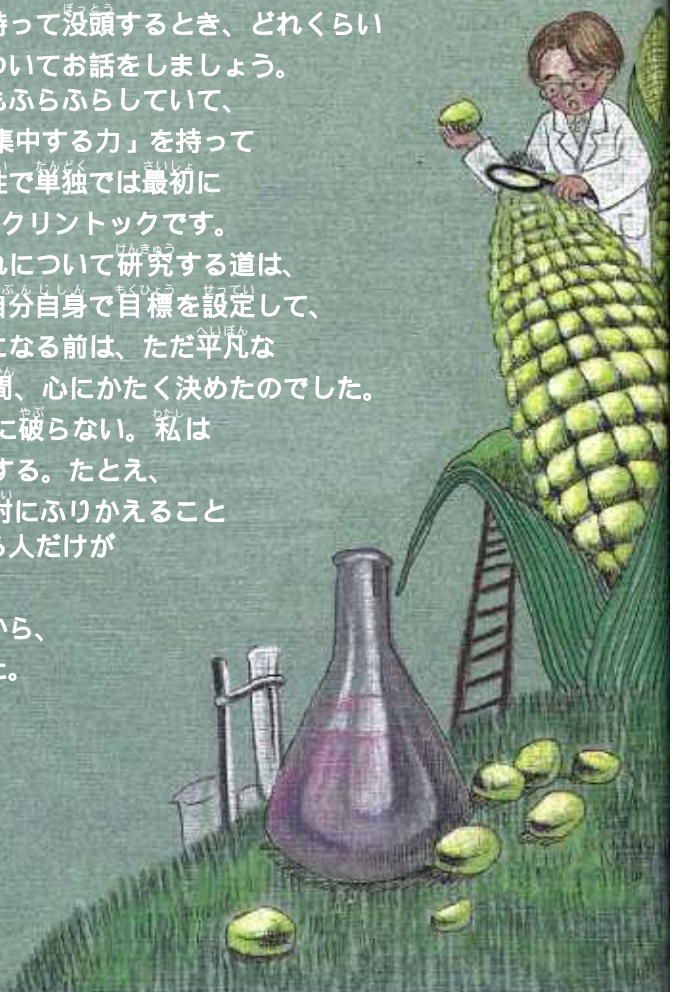 持って没頭するとき、どれくらい
ついてお話をしましょう。
もふらふらしていて、
集中する力」を持って
性で単独では最初に
クリントックです。
れについて研究する道は、
自分自身で目標を設定して、
になる前は、ただ平凡な
間、心にかたく決めたのでした。
に破らない。私は
する。たとえ、
対にふりかえること
る人だけが
から、
に。